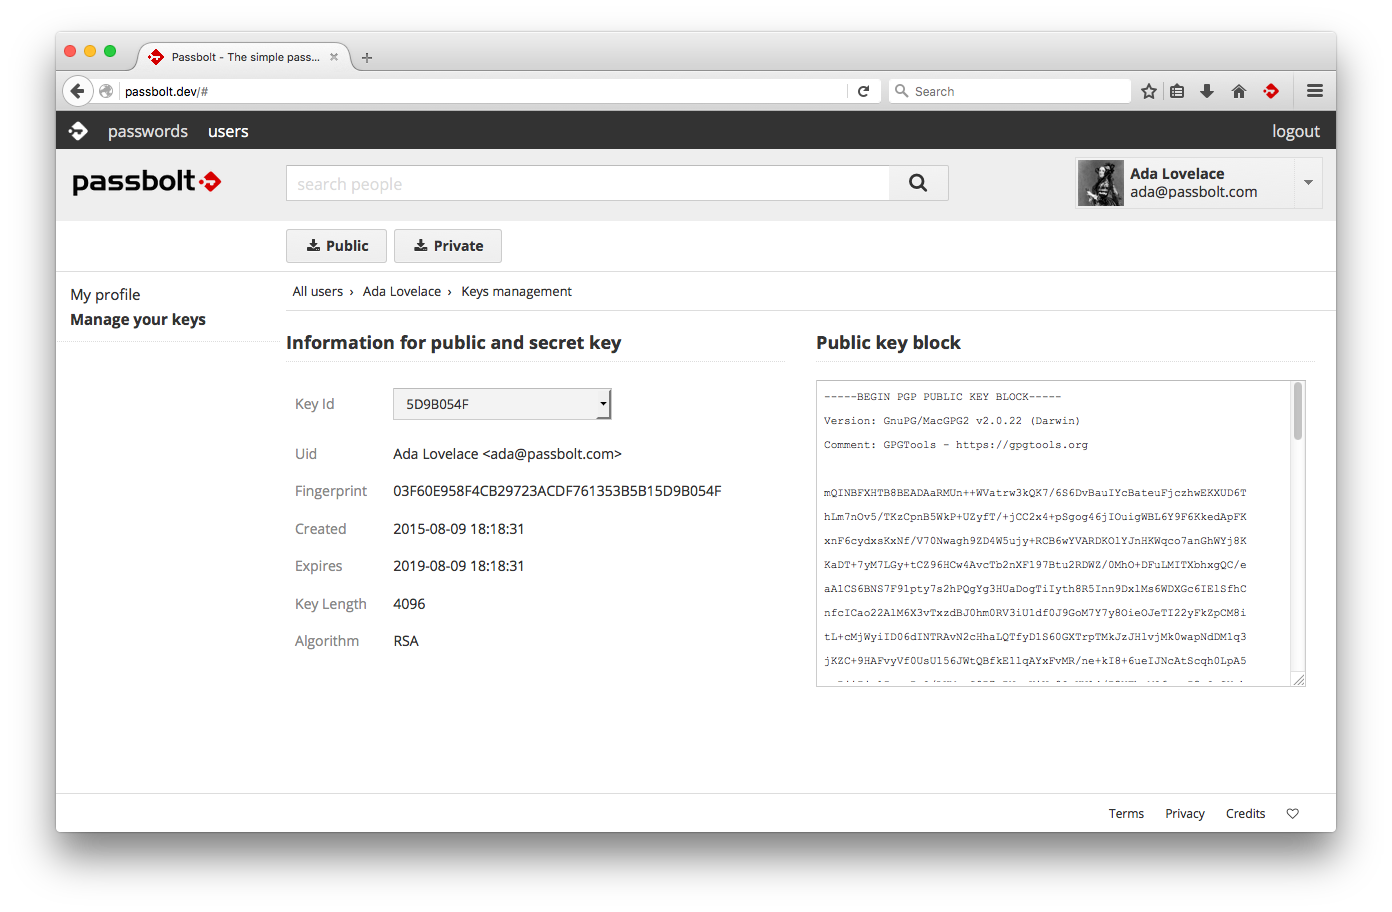 Passbolt - The simple pass...
passbolt.dev/#
Search
passwords users logout
passbolt
search people
Ada Lovelace
ada@passbolt.com
Public Private
My profile
Manage your keys
All users › Ada Lovelace › Keys management
Information for public and secret key
Key Id 5D9B054F
Uid Ada Lovelace <ada@passbolt.com>
Fingerprint 03F60E958F4CB29723ACDF761353B5B15D9B054F
Created 2015-08-09 18:18:31
Expires 2019-08-09 18:18:31
Key Length 4096
Algorithm RSA
Public key block
-----BEGIN PGP PUBLIC KEY BLOCK-----
Version: GnuPG/MacGPG2 v2.0.22 (Darwin)
Comment: GPGTools - https://gpgtools.org
mQINBFXHTB8BEADAaRMUn++WVatrw3kQK7/6S6DvBauIYcBateuFjczhwEKXUD6T
hLm7nOv5/TKzCpnB5WkP+UZyfT/+jCC2x4+pSgog46jIOuigWBL6Y9F6KkedApFK
xnF6cydxsKxNf/V70Nwagh9ZD4W5ujy+RCB6wYVARDKOlYJnHKWqco7anGhWYj8K
KaDT+7yM7LGy+tCZ96HCw4AvcTb2nXFl97Btu2RDWZ/0MhO+DFuLMITXbhxgQC/e
aAlCS6BNS7F91pty7s2hPQgYg3HUaDogTiIyth8R5Inn9DxlMs6WDXGc6IElSfhC
nfcICao22AlM6X3vTxzdBJ0hm0RV3iU1df0J9GoM7Y7y8OieOJeTI22yFkZpCM8i
tL+cMjWyiID06dINTRAvN2cHhaLQTfyDlS60GXTrpTMkJzJHlvjMk0wapNdDM1q3
jKZC+9HAFvyVf0UsU156JWtQBfkE1lqAYxFvMR/ne+kI8+6ueIJNcAtScqh0LpA5
Terms Privacy Credits